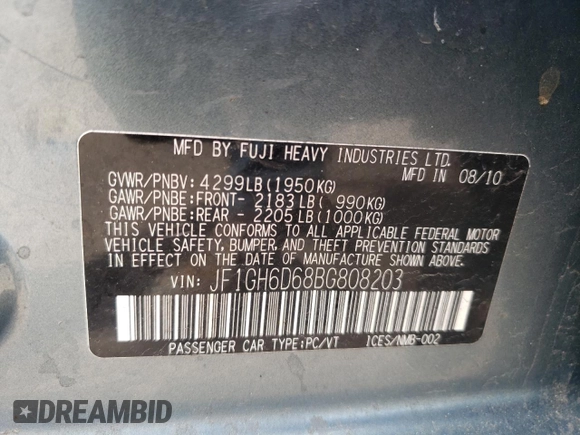 MFD BY FUJI HEAVY INDUSTRIES LTD.
MFD IN 08/10
GVWR/PNBV: 4299LB(1950KG)
GAWR/PNBE:FRONT- 2183LB( 990KG)
GAWR/PNBE:REAR - 2205LB(1000KG)
THIS VEHICLE CONFORMS TO ALL APPLICABLE FEDERAL MOTOR
VEHICLE SAFETY, BUMPER, AND THEFT PREVENTION STANDARDS
IN EFFECT ON THE DATE OF MANUFACTURE SHOWN ABOVE.
VIN: JF1GH6D68BG808203
PASSENGER CAR TYPE:PC/VT ICES/NMB-002
DREAMBID